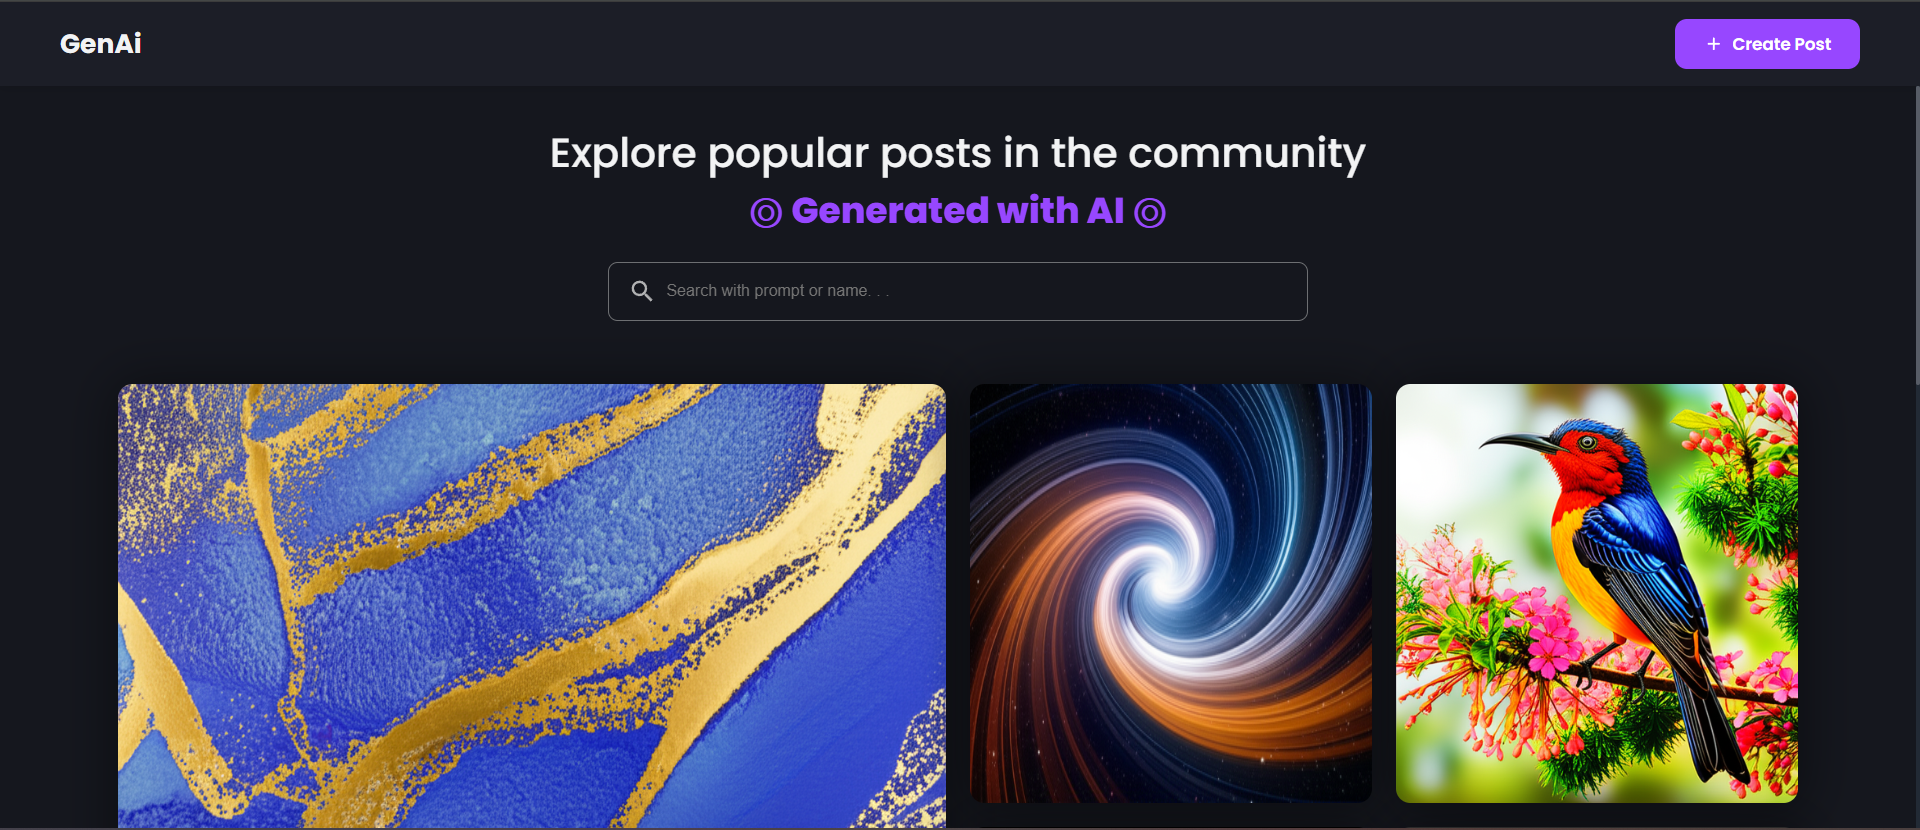 GenAi
+ Create Post
Explore popular posts in the community
◎ Generated with AI ◎
Search with prompt or name. . .